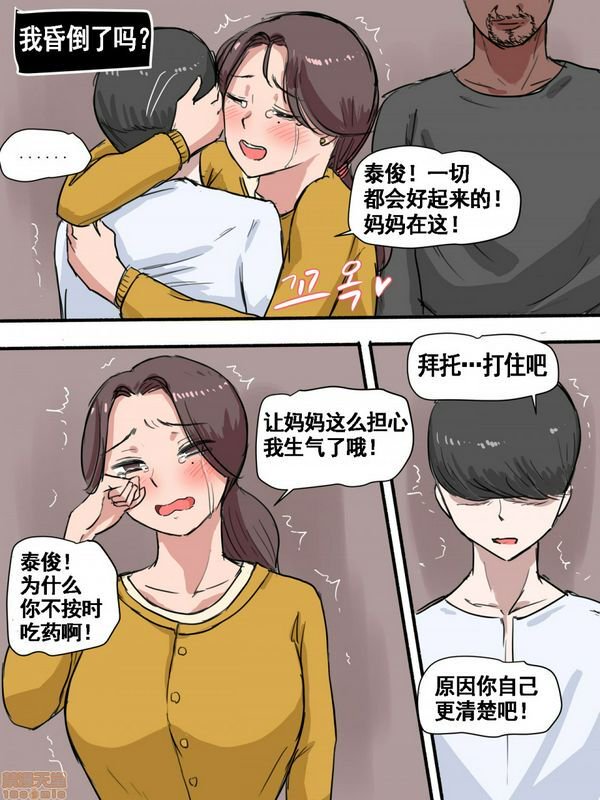 我昏倒了吗？
……
泰俊！一切
都会好起来的！
妈妈在这！
꼬옥♥
拜托…打住吧
让妈妈这么担心
我生气了哦！
泰俊！
为什么
你不按时
吃药啊！
原因你自己
更清楚吧！